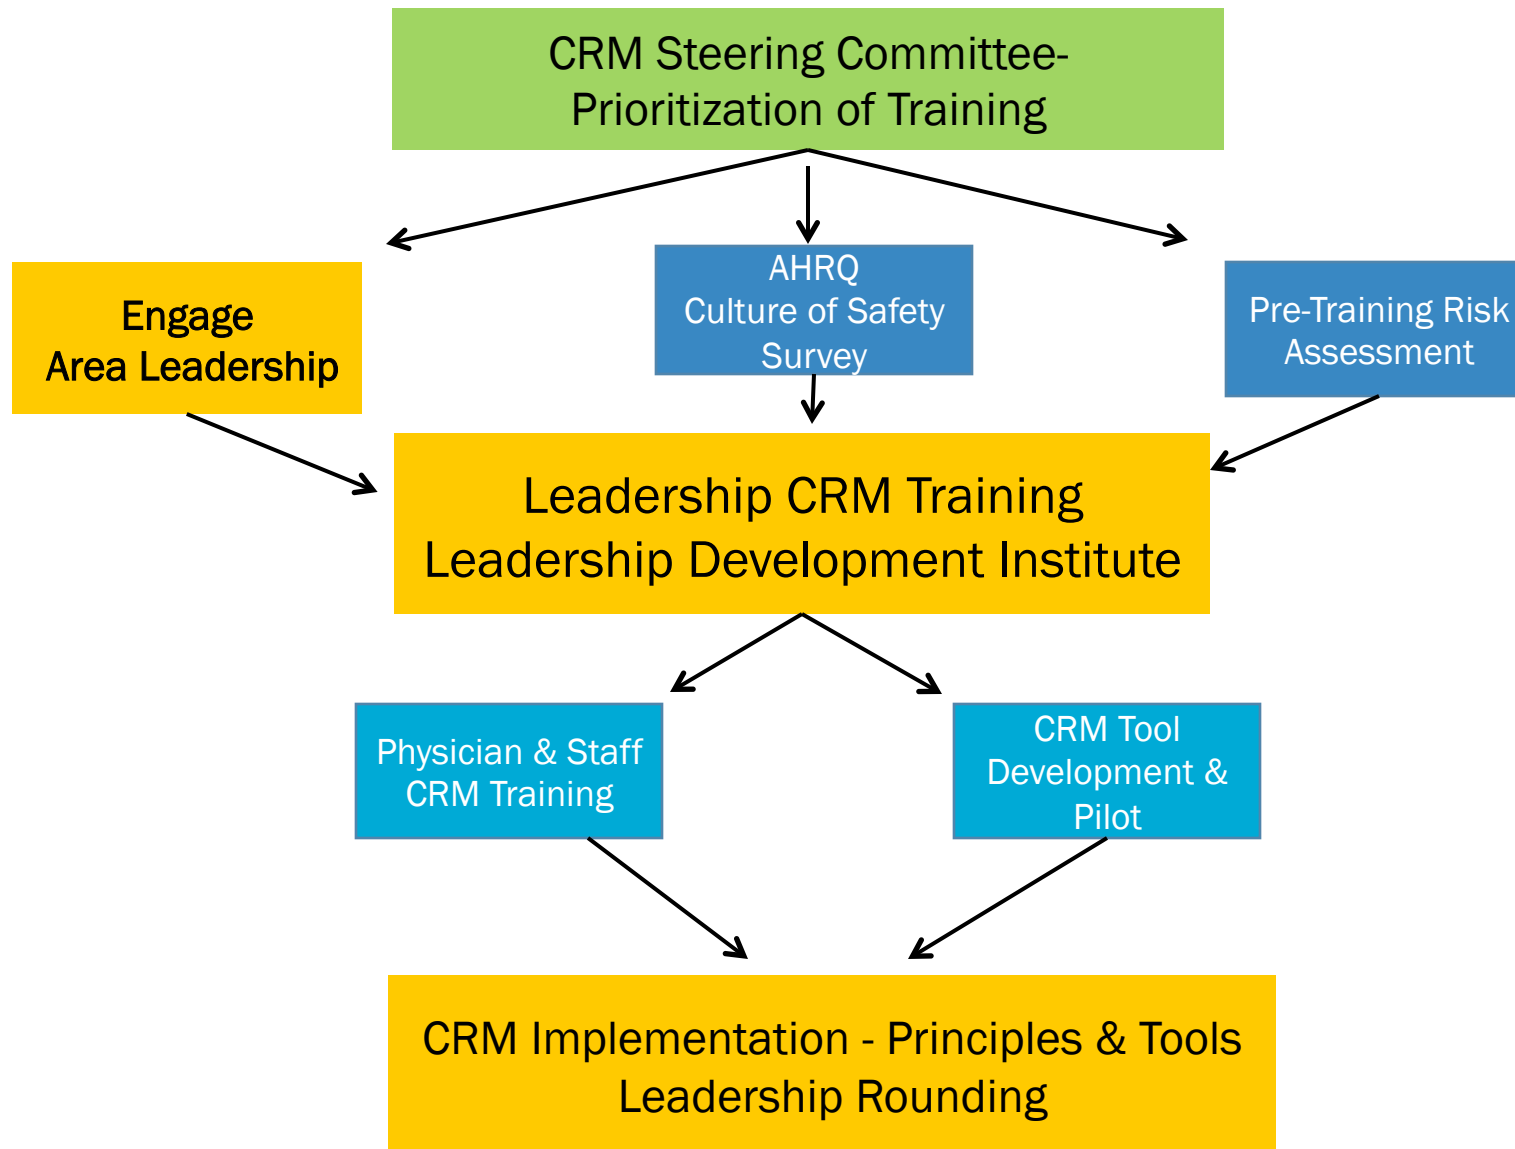 CRM Steering Committee-
Prioritization of Training
Engage
Area Leadership
AHRQ
Culture of Safety
Survey
Pre-Training Risk
Assessment
Leadership CRM Training
Leadership Development Institute
Physician & Staff
CRM Training
CRM Tool
Development &
Pilot
CRM Implementation - Principles & Tools
Leadership Rounding